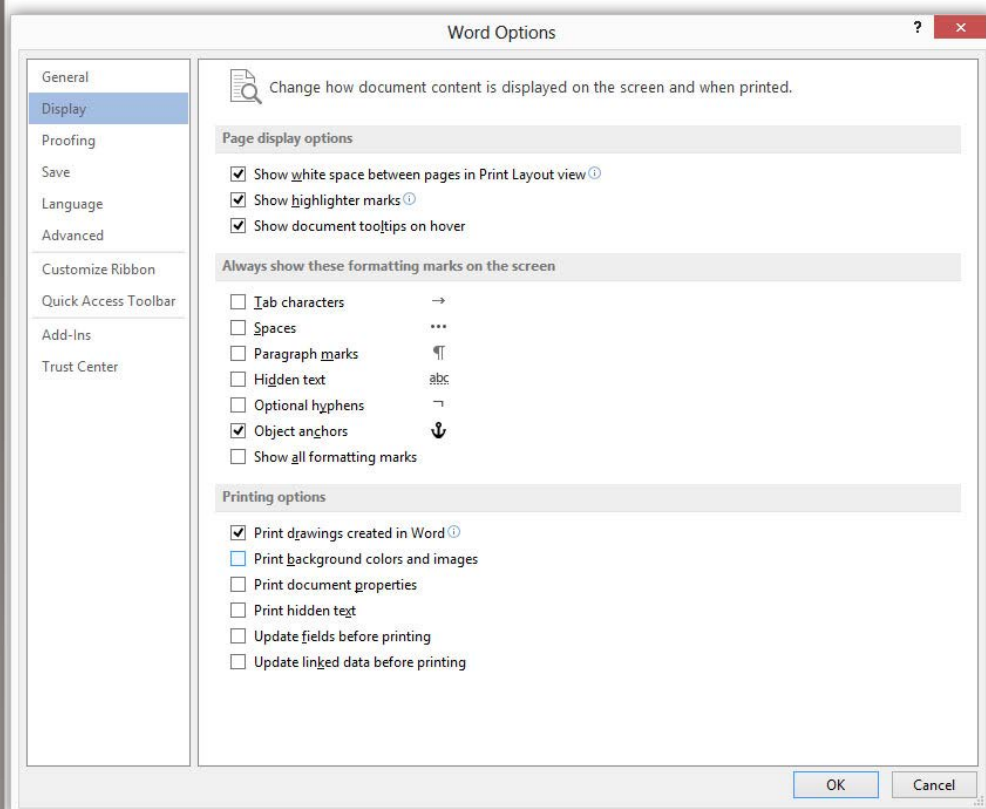 Word Options
?
General
Display
Proofing
Save
Language
Advanced
Customize Ribbon
Quick Access Toolbar
Add-Ins
Trust Center
Change how document content is displayed on the screen and when printed.
Page display options
Show white space between pages in Print Layout view
Show highlighter marks
Show document tooltips on hover
Always show these formatting marks on the screen
Tab characters →
Spaces •••
Paragraph marks ¶
Hidden text abc
Optional hyphens ¬
Object anchors
Show all formatting marks
Printing options
Print drawings created in Word
Print background colors and images
Print document properties
Print hidden text
Update fields before printing
Update linked data before printing
OK Cancel